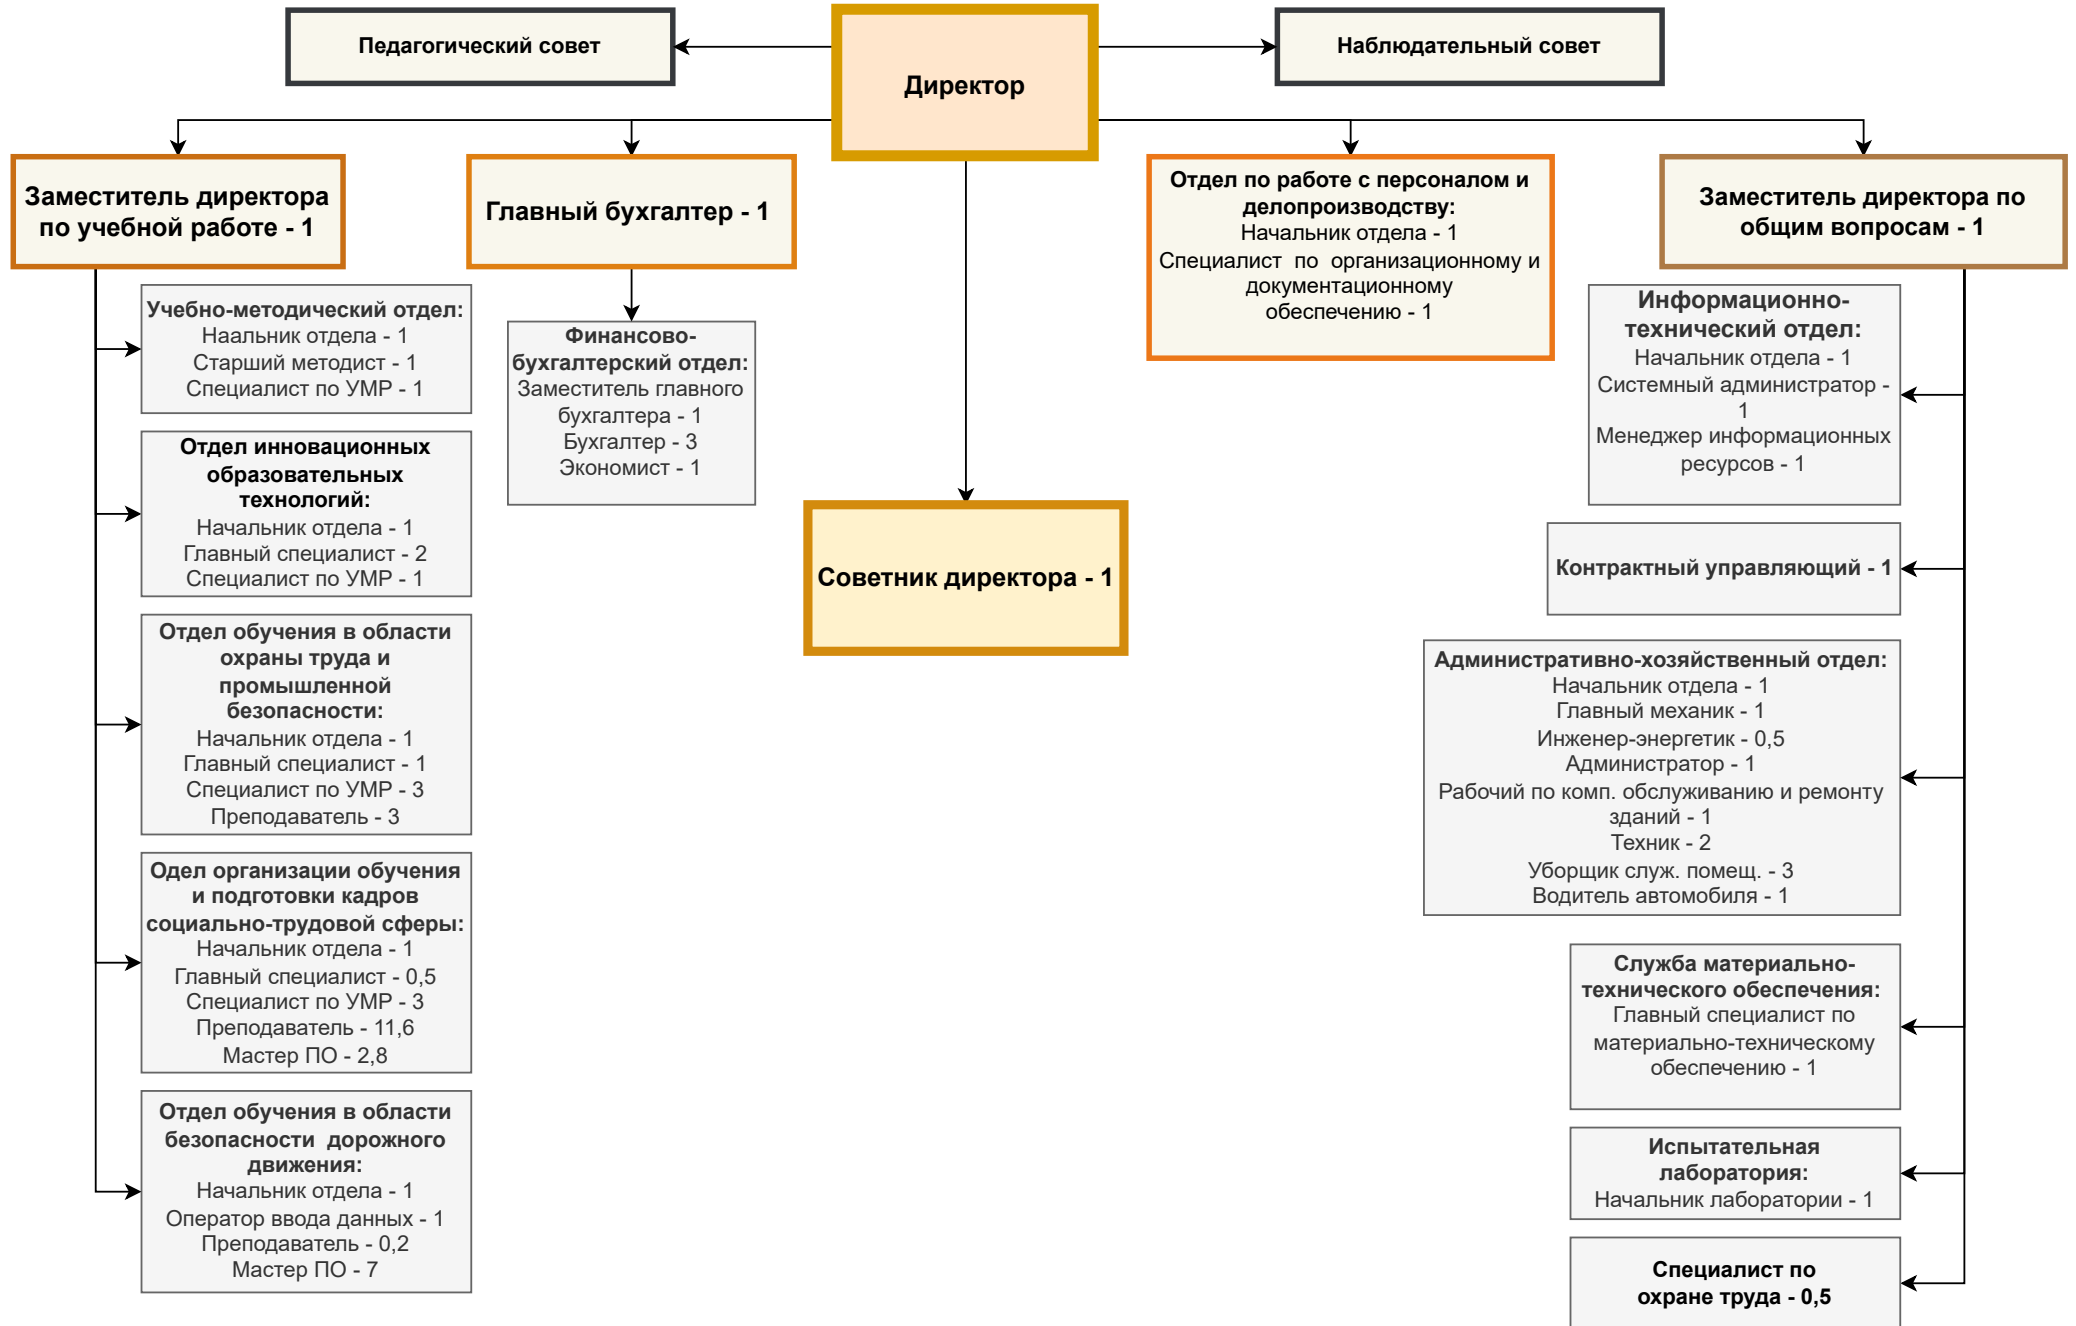 Педагогический совет
Директор
Наблюдательный совет
Заместитель директора
по учебной работе - 1
Главный бухгалтер - 1
Отдел по работе с персоналом и
делопроизводству:
Начальник отдела - 1
Специалист по организационному и
документационному
обеспечению - 1
Заместитель директора по
общим вопросам - 1
Учебно-методический отдел:
Наальник отдела - 1
Старший методист - 1
Специалист по УМР - 1
Отдел инновационных
образовательных
технологий:
Начальник отдела - 1
Главный специалист - 2
Специалист по УМР - 1
Отдел обучения в области
охраны труда и
промышленной
безопасности:
Начальник отдела - 1
Главный специалист - 1
Специалист по УМР - 3
Преподаватель - 3
Одел организации обучения
и подготовки кадров
социально-трудовой сферы:
Начальник отдела - 1
Главный специалист - 0,5
Специалист по УМР - 3
Преподаватель - 11,6
Мастер ПО - 2,8
Отдел обучения в области
безопасности дорожного
движения:
Начальник отдела - 1
Оператор ввода данных - 1
Преподаватель - 0,2
Мастер ПО - 7
Финансово-
бухгалтерский отдел:
Заместитель главного
бухгалтера - 1
Бухгалтер - 3
Экономист - 1
Советник директора - 1
Информационно-
технический отдел:
Начальник отдела - 1
Системный администратор -
1
Менеджер информационных
ресурсов - 1
Контрактный управляющий - 1
Административно-хозяйственный отдел:
Начальник отдела - 1
Главный механик - 1
Инженер-энергетик - 0,5
Администратор - 1
Рабочий по комп. обслуживанию и ремонту
зданий - 1
Техник - 2
Уборщик служ. помещ. - 3
Водитель автомобиля - 1
Служба материально-
технического обеспечения:
Главный специалист по
материально-техническому
обеспечению - 1
Испытательная
лаборатория:
Начальник лаборатории - 1
Специалист по
охране труда - 0,5